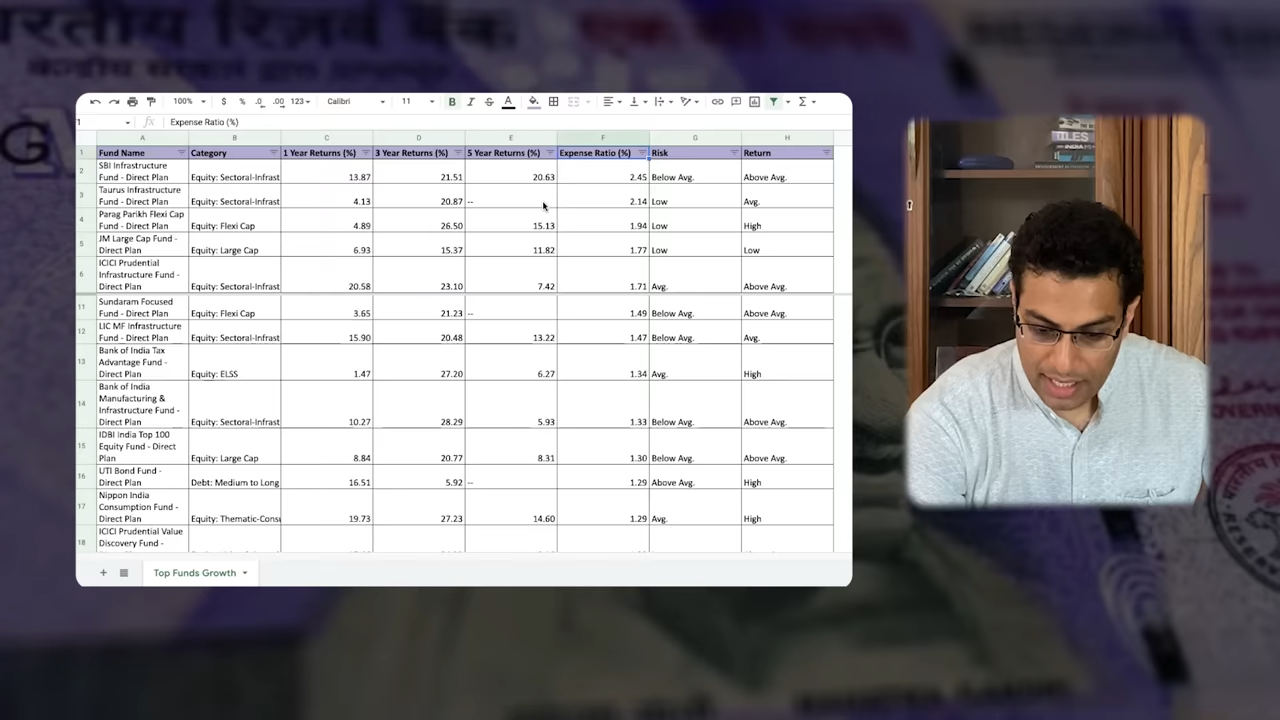 रतीय रिज़र्व बैंक
100%
$ % .0 .00 123
Calibri
11
B I S A
1
fx
Expense Ratio (%)
A B C D E F G H
1 Fund Name Category 1 Year Returns (%) 3 Year Returns (%) 5 Year Returns (%) Expense Ratio (%) Risk Return
SBI Infrastructure
2 Fund - Direct Plan Equity: Sectoral-Infrast 13.87 21.51 20.63 2.45 Below Avg. Above Avg.
Taurus Infrastructure
3 Fund - Direct Plan Equity: Sectoral-Infrast 4.13 20.87 -- 2.14 Low Avg.
Parag Parikh Flexi Cap
4 Fund - Direct Plan Equity: Flexi Cap 4.89 26.50 15.13 1.94 Low High
JM Large Cap Fund -
5 Direct Plan Equity: Large Cap 6.93 15.37 11.82 1.77 Low Low
ICICI Prudential
Infrastructure Fund -
6 Direct Plan Equity: Sectoral-Infrast 20.58 23.10 7.42 1.71 Avg. Above Avg.
Sundaram Focused
11 Fund - Direct Plan Equity: Flexi Cap 3.65 21.23 -- 1.49 Below Avg. Above Avg.
LIC MF Infrastructure
12 Fund - Direct Plan Equity: Sectoral-Infrast 15.90 20.48 13.22 1.47 Below Avg. Avg.
Bank of India Tax
Advantage Fund -
13 Direct Plan Equity: ELSS 1.47 27.20 6.27 1.34 Avg. High
Bank of India
Manufacturing &
Infrastructure Fund -
14 Direct Plan Equity: Sectoral-Infrast 10.27 28.29 5.93 1.33 Below Avg. Above Avg.
IDBI India Top 100
Equity Fund - Direct
15 Plan Equity: Large Cap 8.84 20.77 8.31 1.30 Below Avg. Above Avg.
UTI Bond Fund -
16 Direct Plan Debt: Medium to Long 16.51 5.92 -- 1.29 Above Avg. High
Nippon India
Consumption Fund -
17 Direct Plan Equity: Thematic-Consu 19.73 27.23 14.60 1.29 Avg. High
ICICI Prudential Value
18 Discovery Fund -
+ Top Funds Growth